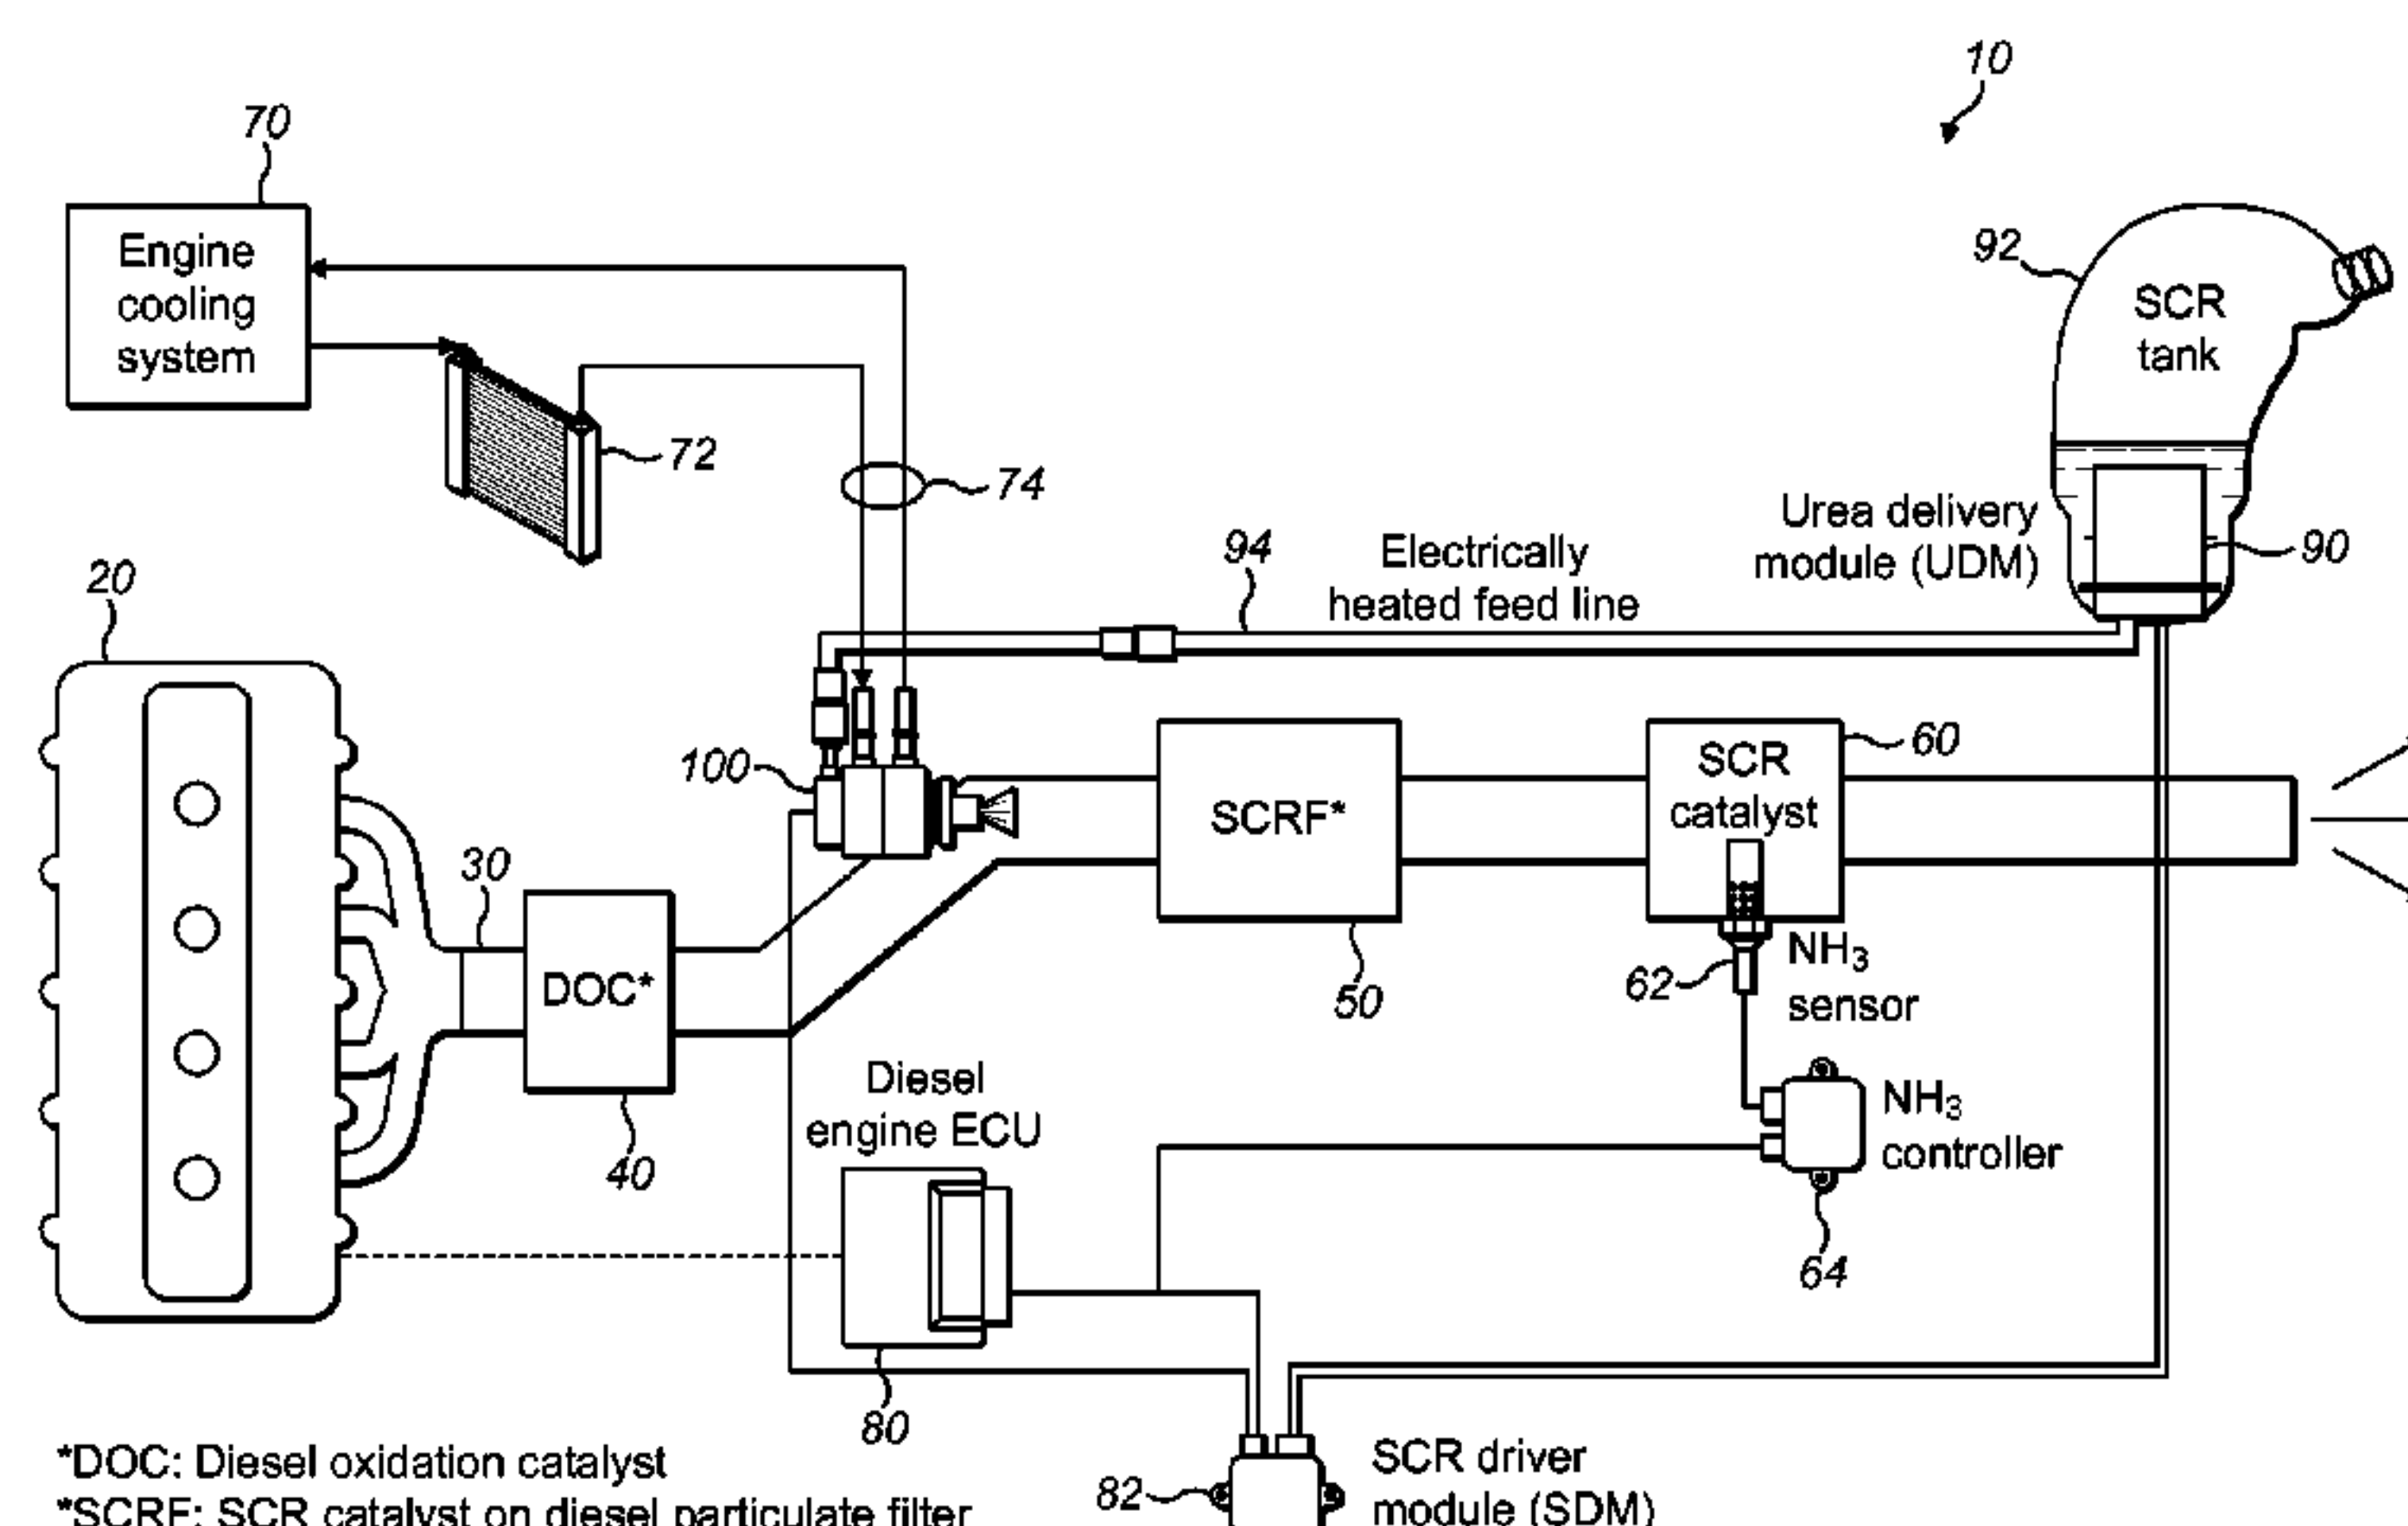 10
70
Engine
cooling
system
92
SCR
tank
72
74
Urea delivery
module (UDM)
90
94
Electrically
heated feed line
20
100
SCRF*
SCR
catalyst
60
30
DOC*
40
50
62
NH3
sensor
Diesel
engine ECU
NH3
controller
64
80
*DOC: Diesel oxidation catalyst
*SCRF: SCR catalyst on diesel particulate filter
82
SCR driver
module (SDM)